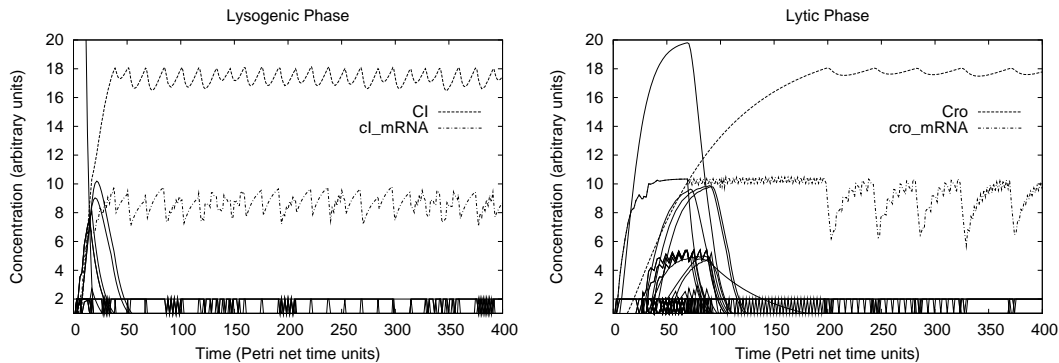 Lysogenic Phase
20
18
16
14
12
10
8
6
4
2
Concentration (arbitrary units)
CI
cI_mRNA
0 50 100 150 200 250 300 350 400
Time (Petri net time units)
Lytic Phase
20
18
16
14
12
10
8
6
4
2
Concentration (arbitrary units)
Cro
cro_mRNA
0 50 100 150 200 250 300 350 400
Time (Petri net time units)